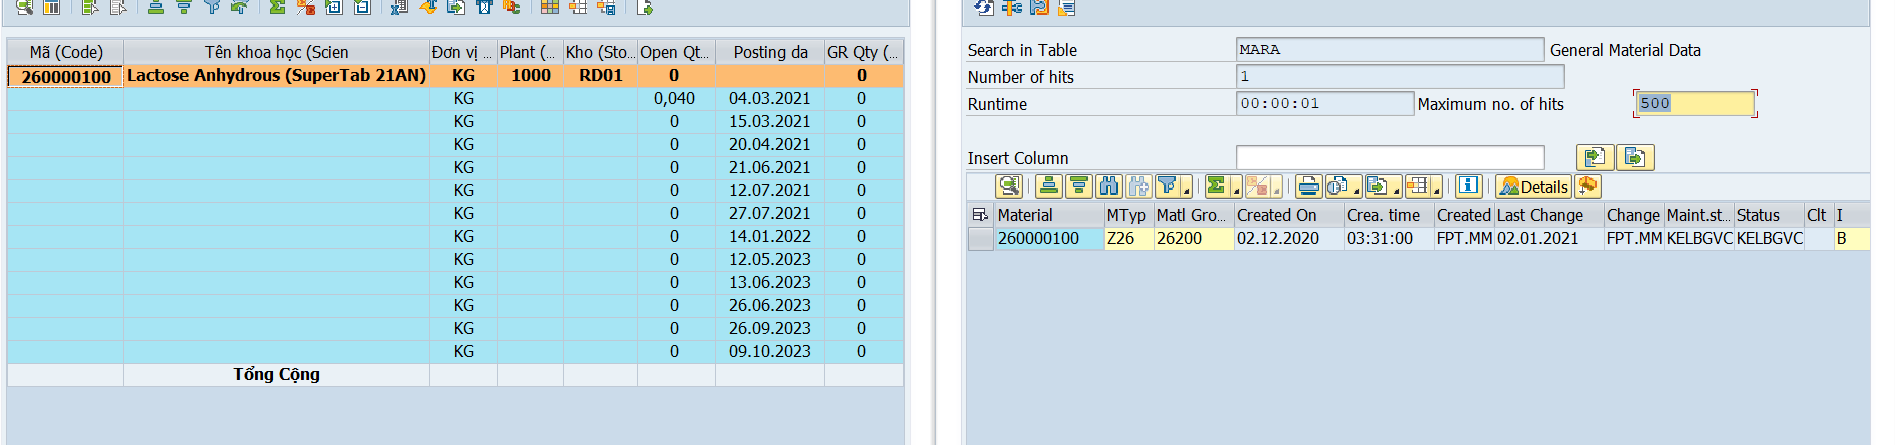 Mã (Code) Tên khoa học (Scien Đơn vị ... Plant (... Kho (Sto... Open Qt... Posting da GR Qty (...
260000100 Lactose Anhydrous (SuperTab 21AN) KG 1000 RD01 0 0
KG 0,040 04.03.2021 0
KG 0 15.03.2021 0
KG 0 20.04.2021 0
KG 0 21.06.2021 0
KG 0 12.07.2021 0
KG 0 27.07.2021 0
KG 0 14.01.2022 0
KG 0 12.05.2023 0
KG 0 13.06.2023 0
KG 0 26.06.2023 0
KG 0 26.09.2023 0
KG 0 09.10.2023 0
Tổng Cộng
Search in Table MARA General Material Data
Number of hits 1
Runtime 00:00:01 Maximum no. of hits 500
Insert Column
Details
Material MTyp Matl Gro... Created On Crea. time Created Last Change Change Maint.st... Status Clt I
260000100 Z26 26200 02.12.2020 03:31:00 FPT.MM 02.01.2021 FPT.MM KELBGVC KELBGVC B